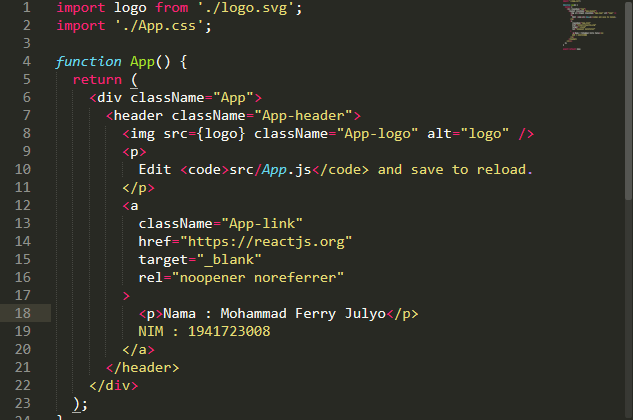 1 import logo from './logo.svg';
2 import './App.css';
3
4 function App() {
5   return (
6     <div className="App">
7       <header className="App-header">
8         <img src={logo} className="App-logo" alt="logo" />
9         <p>
10           Edit <code>src/App.js</code> and save to reload.
11         </p>
12         <a
13           className="App-link"
14           href="https://reactjs.org"
15           target="_blank"
16           rel="noopener noreferrer"
17         >
18           <p>Nama : Mohammad Ferry Julyo</p>
19           NIM : 1941723008
20         </a>
21       </header>
22     </div>
23   );
24 }